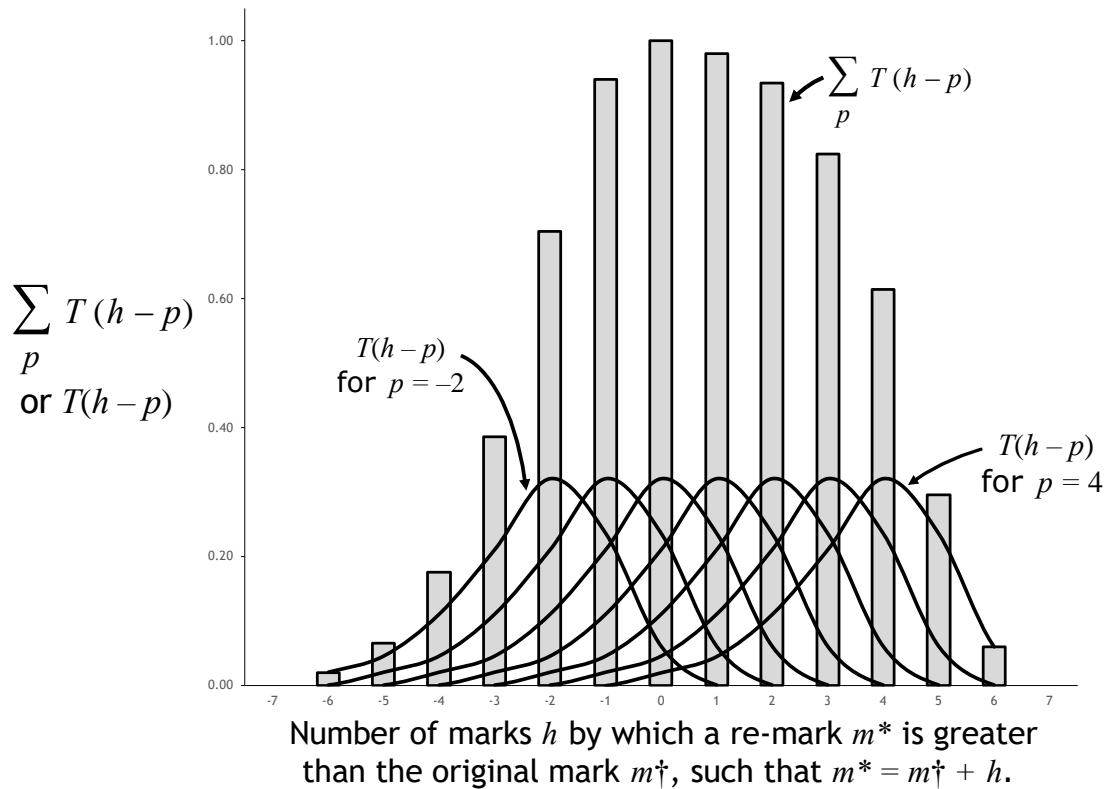 1.00
0.80
0.60
0.40
0.20
0.00
∑ T (h – p)
p
∑ T (h – p)
p
or T(h – p)
T(h – p)
for p = –2
T(h – p)
for p = 4
-7 -6 -5 -4 -3 -2 -1 0 1 2 3 4 5 6 7
Number of marks h by which a re-mark m* is greater
than the original mark m†, such that m* = m† + h.